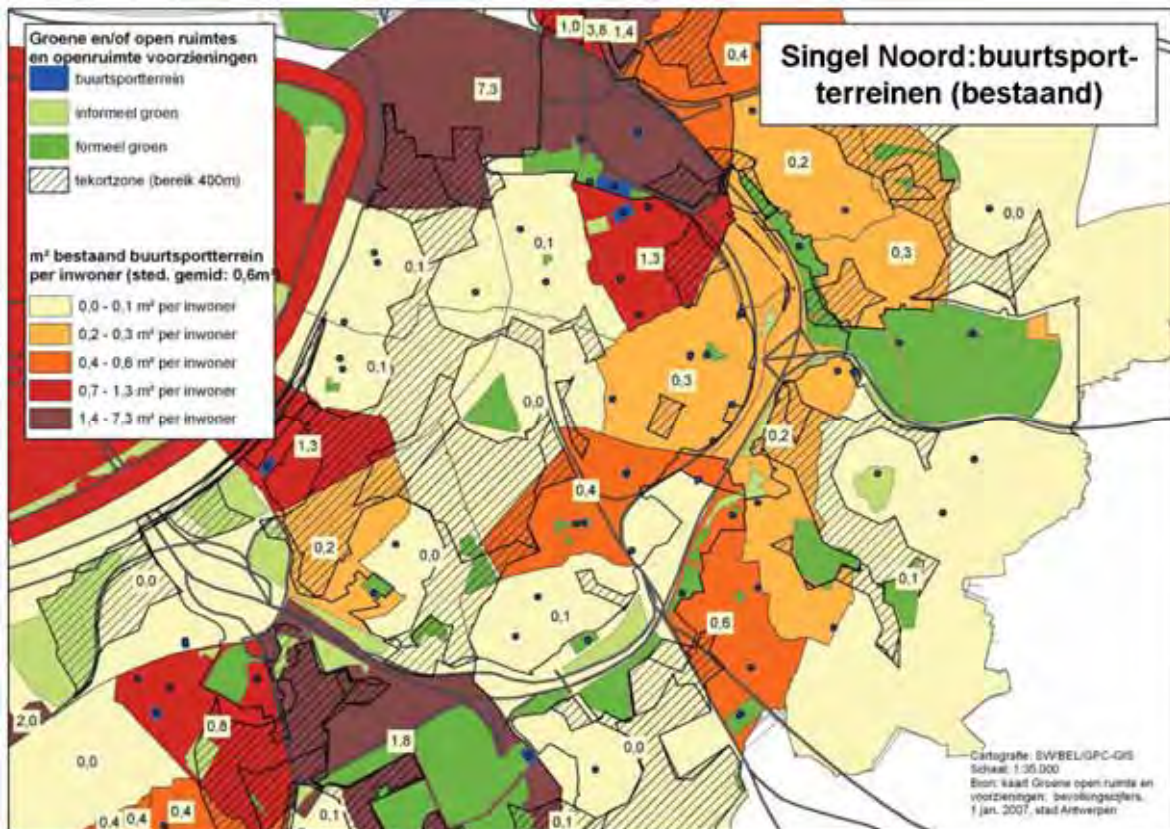 Groene en/of open ruimtes
en openruimte voorzieningen
buurtsportterrein
informeel groen
formeel groen
tekortzone (bereik 400m)
m² bestaand buurtsportterrein
per inwoner (sted. gemid: 0,6m²
0,0 - 0,1 m² per inwoner
0,2 - 0,3 m² per inwoner
0,4 - 0,6 m² per inwoner
0,7 - 1,3 m² per inwoner
1,4 - 7,3 m² per inwoner
Singel Noord:buurtsport-
terreinen (bestaand)
1,0
3,8
1,4
0,4
7,3
0,2
0,0
0,1
0,1
1,3
0,3
0,1
0,3
0,0
1,3
0,2
0,4
0,2
0,0
0,0
0,1
0,1
0,6
2,0
0,8
1,8
0,0
0,0
0,4
0,4
0,4
0,1
0,1
Cartografie: SW/BEL/GPC-GIS
Schaal: 1:35.000
Bron: kaart Groene open ruimte en
voorzieningen; bevolkingscijfers,
1 jan. 2007, stad Antwerpen